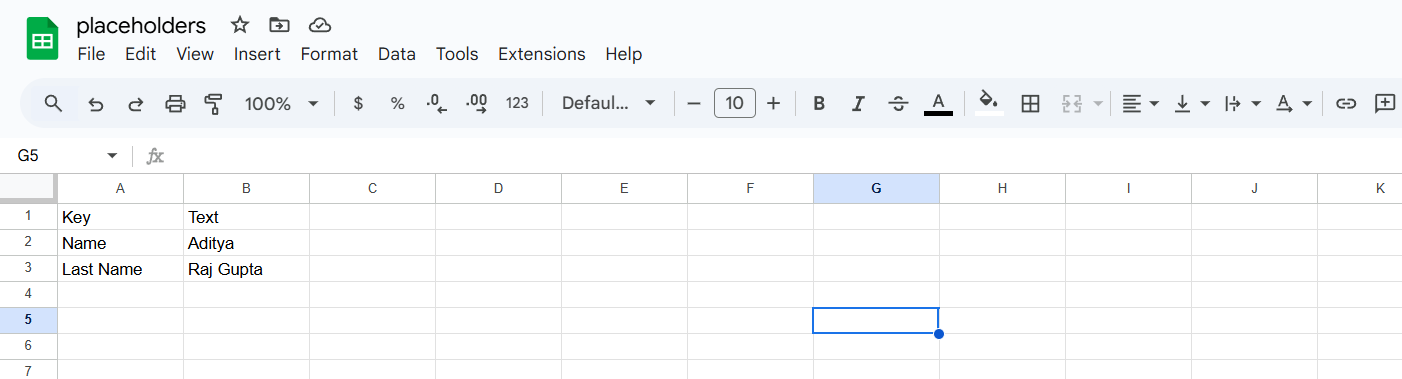 placeholders
File Edit View Insert Format Data Tools Extensions Help
100% $ % .0 .00 123 Defaul... 10 B I A A
G5 fx
A B C D E F G H I J K
1 Key Text
2 Name Aditya
3 Last Name Raj Gupta
4
5
6
7